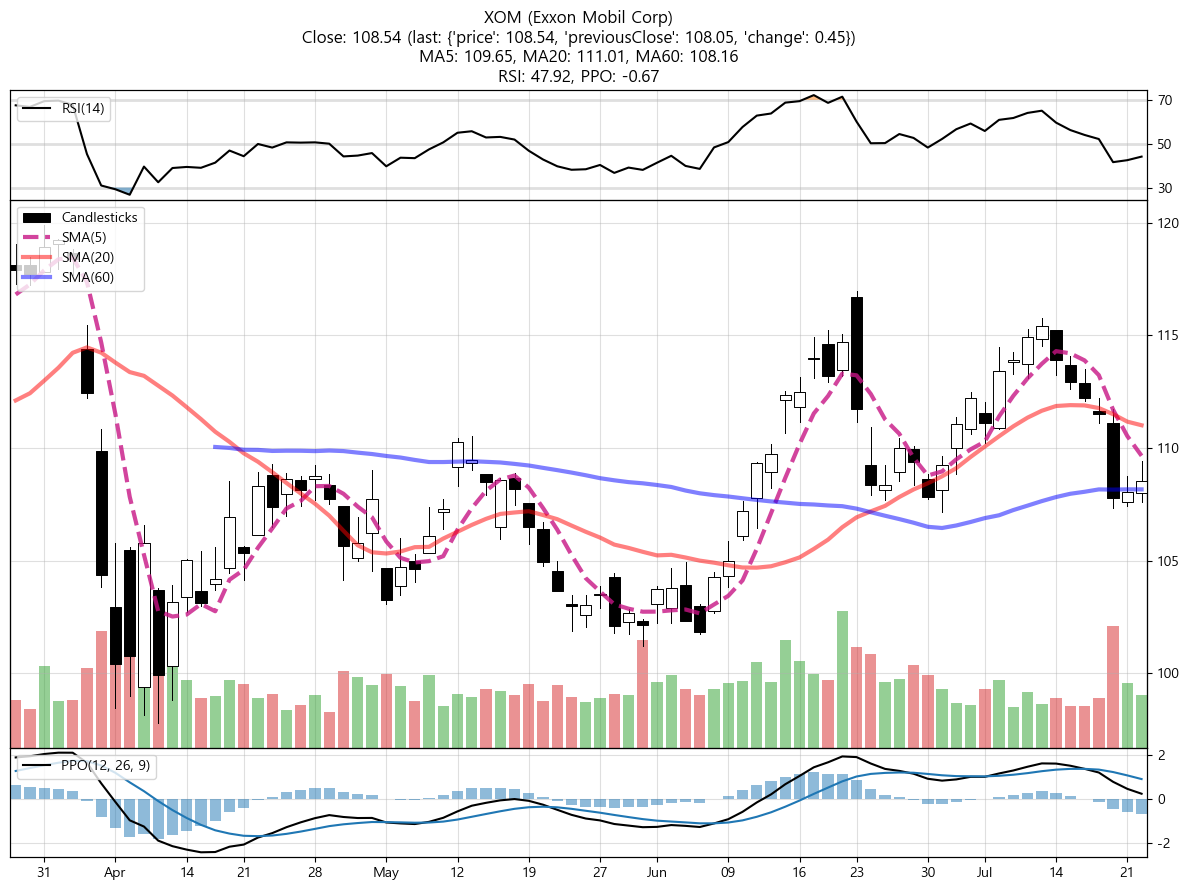 XOM (Exxon Mobil Corp)
Close: 108.54 (last: {'price': 108.54, 'previousClose': 108.05, 'change': 0.45})
MA5: 109.65, MA20: 111.01, MA60: 108.16
RSI: 47.92, PPO: -0.67
RSI(14)
70
50
30
Candlesticks
SMA(5)
SMA(20)
SMA(60)
120
115
110
105
100
PPO(12, 26, 9)
2
0
-2
31 Apr 14 21 28 May 12 19 27 Jun 09 16 23 30 Jul 14 21